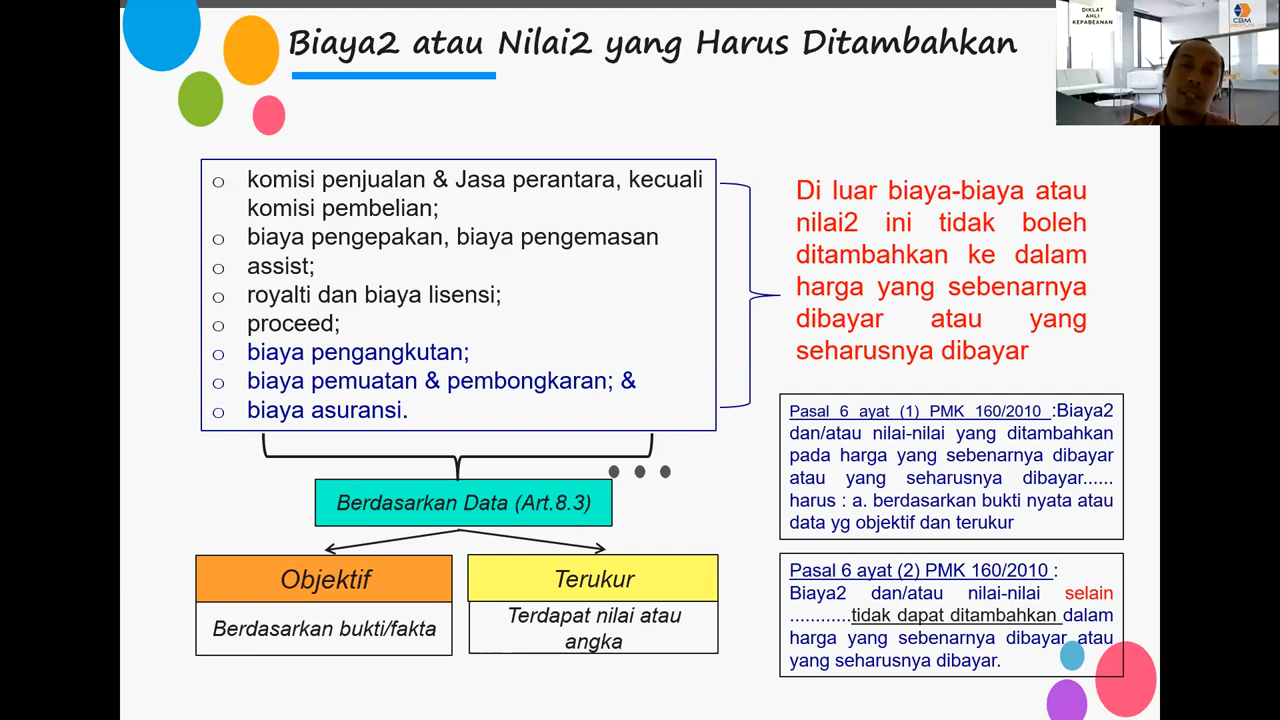 Biaya2 atau Nilai2 yang Harus Ditambahkan
DIKLAT
AHLI
KEPABEANAN
CBM
o komisi penjualan & Jasa perantara, kecuali
komisi pembelian;
o biaya pengepakan, biaya pengemasan
o assist;
o royalti dan biaya lisensi;
o proceed;
o biaya pengangkutan;
o biaya pemuatan & pembongkaran; &
o biaya asuransi.
Di luar biaya-biaya atau
nilai2 ini tidak boleh
ditambahkan ke dalam
harga yang sebenarnya
dibayar atau yang
seharusnya dibayar
Berdasarkan Data (Art.8.3)
Objektif
Berdasarkan bukti/fakta
Terukur
Terdapat nilai atau
angka
Pasal 6 ayat (1) PMK 160/2010 :Biaya2
dan/atau nilai-nilai yang ditambahkan
pada harga yang sebenarnya dibayar
atau yang seharusnya dibayar......
harus : a. berdasarkan bukti nyata atau
data yg objektif dan terukur
Pasal 6 ayat (2) PMK 160/2010 :
Biaya2 dan/atau nilai-nilai selain
............tidak dapat ditambahkan dalam
harga yang sebenarnya dibayar atau
yang seharusnya dibayar.